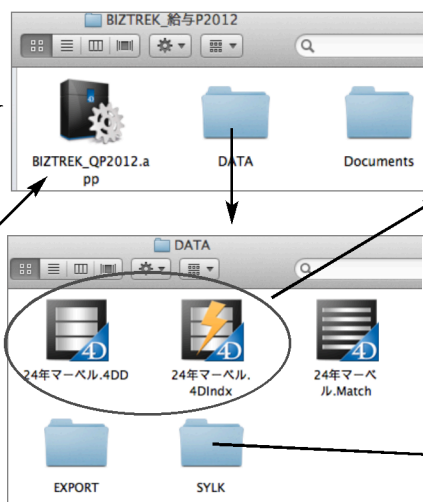 BIZTREK_給与P2012
BIZTREK_QP2012.a
pp
DATA
Documents
DATA
24年マーベル.4DD
24年マーベル.
4DIndx
24年マーベ
ル.Match
EXPORT
SYLK